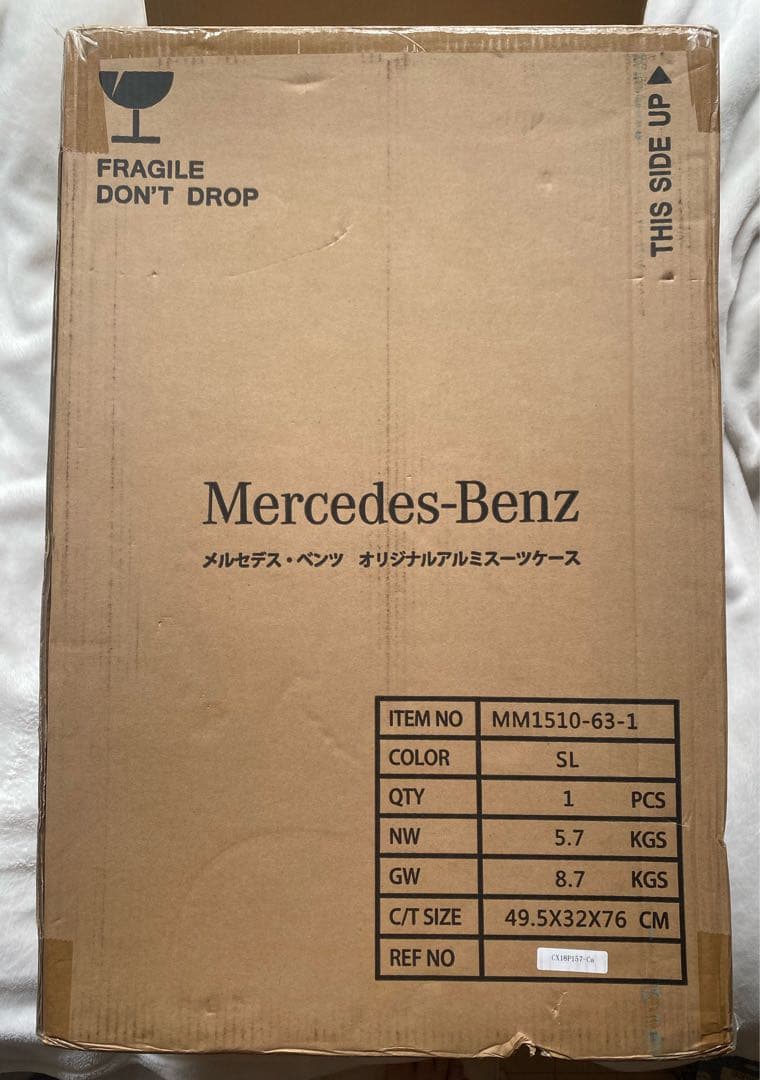 FRAGILE
DON'T DROP
THIS SIDE UP
Mercedes-Benz
メルセデス・ベンツ オリジナルアルミスーツケース
ITEM NO MM1510-63-1
COLOR SL
QTY 1 PCS
NW 5.7 KGS
GW 8.7 KGS
C/T SIZE 49.5X32X76 CM
REF NO CX18P157-Ca